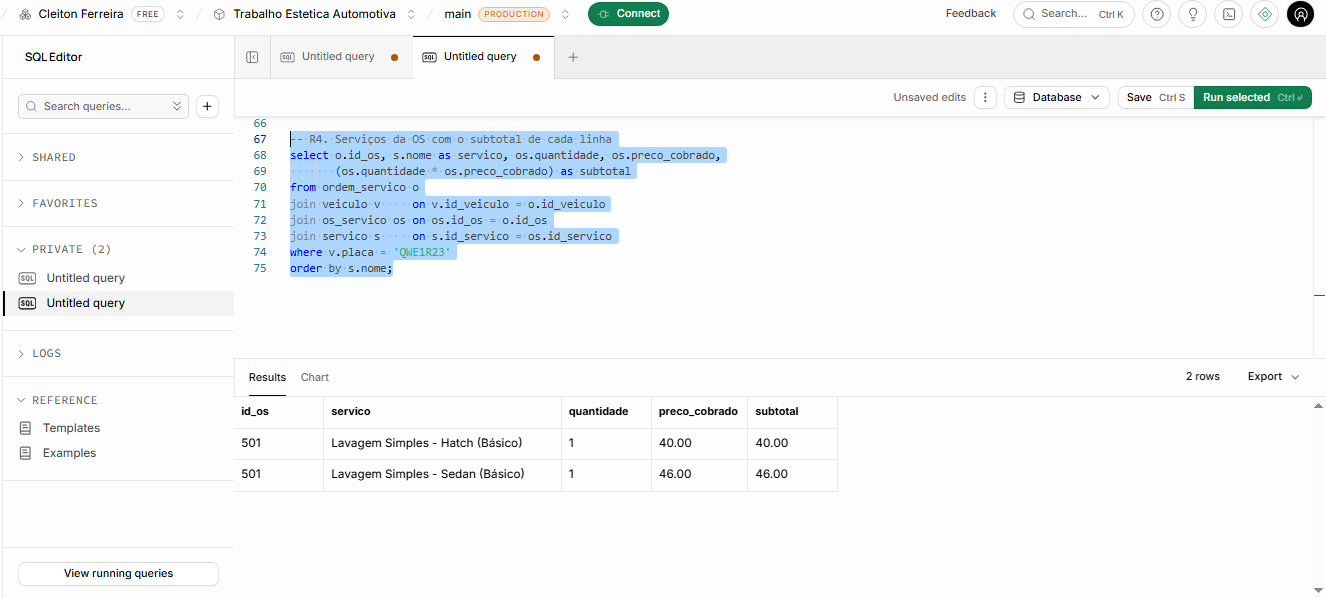 Cleiton Ferreira FREE / Trabalho Estetica Automotiva / main PRODUCTION Connect Feedback Search... Ctrl K
SQL Editor
Untitled query Untitled query
Search queries...
Unsaved edits Database Save Ctrl S Run selected Ctrl ↵
SHARED
FAVORITES
PRIVATE (2)
Untitled query
Untitled query
LOGS
REFERENCE
Templates
Examples
View running queries
66
67 -- R4. Serviços da OS com o subtotal de cada linha
68 select o.id_os, s.nome as servico, os.quantidade, os.preco_cobrado,
69 (os.quantidade * os.preco_cobrado) as subtotal
70 from ordem_servico o
71 join veiculo v on v.id_veiculo = o.id_veiculo
72 join os_servico os on os.id_os = o.id_os
73 join servico s on s.id_servico = os.id_servico
74 where v.placa = 'QWE1R23'
75 order by s.nome;
Results Chart 2 rows Export
id_os servico quantidade preco_cobrado subtotal
501 Lavagem Simples - Hatch (Básico) 1 40.00 40.00
501 Lavagem Simples - Sedan (Básico) 1 46.00 46.00